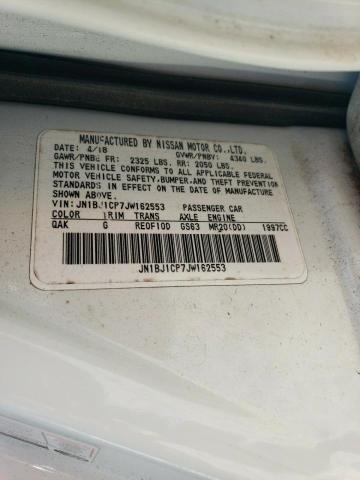 MANUFACTURED BY NISSAN MOTOR CO.,LTD.
DATE: 4/18 GVWR/PNBV: 4360 LBS.
GAWR/PNBE FR: 2325 LBS. RR: 2050 LBS.
THIS VEHICLE CONFORMS TO ALL APPLICABLE FEDERAL
MOTOR VEHICLE SAFETY, BUMPER, AND THEFT PREVENTION
STANDARDS IN EFFECT ON THE DATE OF MANUFACTURE
SHOWN ABOVE.
VIN: JN1BJ1CP7JW162553 PASSENGER CAR
COLOR TRIM TRANS AXLE ENGINE
QAK G RE0F10D GS63 MR20(DD) 1997CC
JN1BJ1CP7JW162553